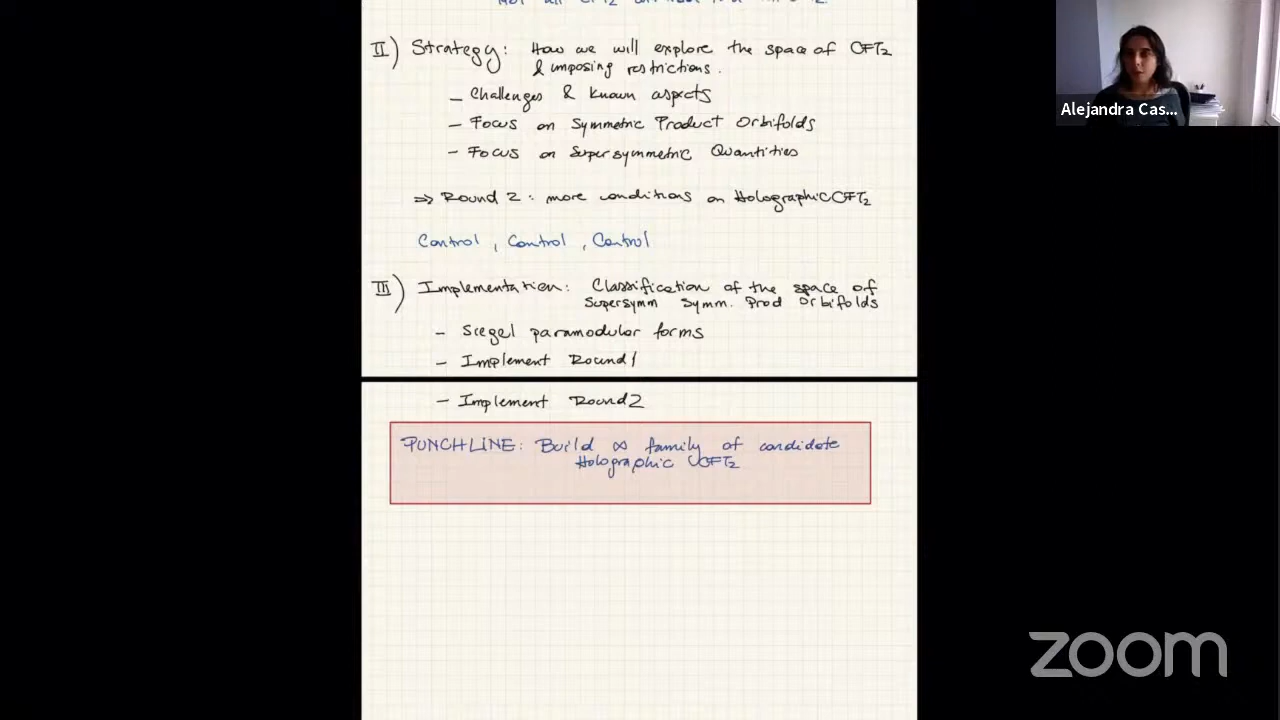 II) Strategy: How we will explore the space of CFT2
& imposing restrictions.
- Challenges & Known aspects
- Focus on Symmetric Product Orbifolds
- Focus on Supersymmetric Quantities
⇒ Round 2: more conditions on Holographic CFT2
Control, Control, Control
III) Implementation: Classification of the space of
Supersymm Symm. Prod Orbifolds
- Siegel paramodular forms
- Implement Round 1
- Implement Round 2
PUNCHLINE: Build ∞ family of candidate
Holographic CFT2
Alejandra Cas...
zoom